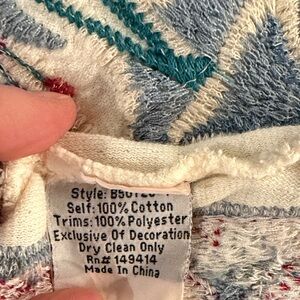 Style:
Self: 100% Cotton
Trims: 100% Polyester
Exclusive Of Decoration
Dry Clean Only
Rn# 149414
Made In China